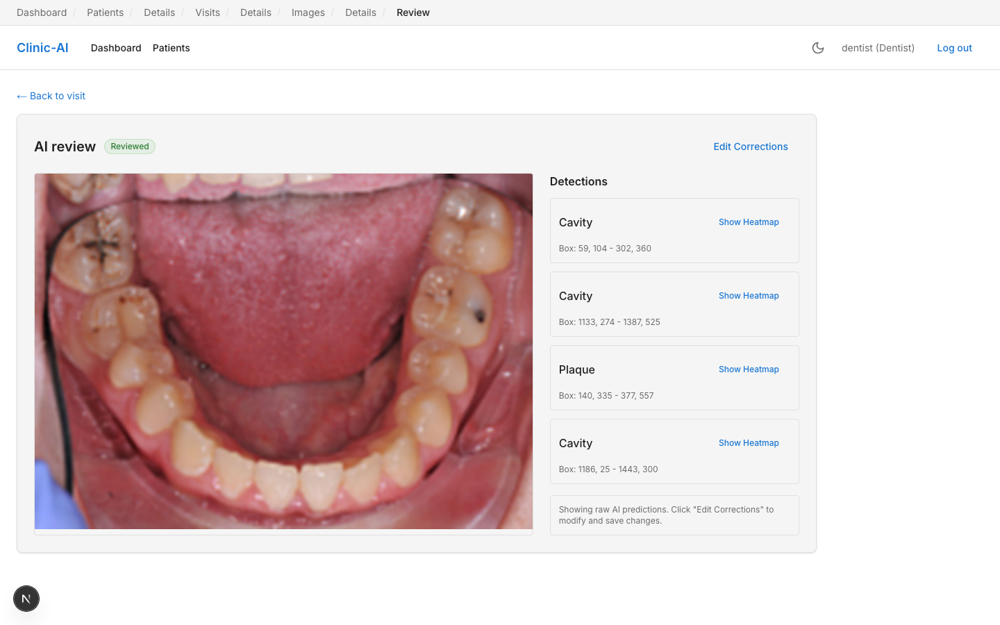 Dashboard / Patients / Details / Visits / Details / Images / Details / Review
Clinic-AI Dashboard Patients dentist (Dentist) Log out
← Back to visit
AI review Reviewed Edit Corrections
Detections
Cavity Show Heatmap
Box: 59, 104 - 302, 360
Cavity Show Heatmap
Box: 1133, 274 - 1387, 525
Plaque Show Heatmap
Box: 140, 335 - 377, 557
Cavity Show Heatmap
Box: 1186, 25 - 1443, 300
Showing raw AI predictions. Click "Edit Corrections" to
modify and save changes.
N